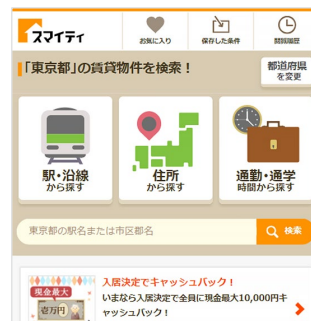 スマイティ
お気に入り
保存した条件
閲覧履歴
「東京都」の賃貸物件を検索！
都道府県
を変更
駅・沿線
から探す
住所
から探す
通勤・通学
時間から探す
東京都の駅名または市区郡名
検索
現金最大
壱万円
入居決定でキャッシュバック！
いまなら入居決定で全員に現金最大10,000円キ
ャッシュバック！